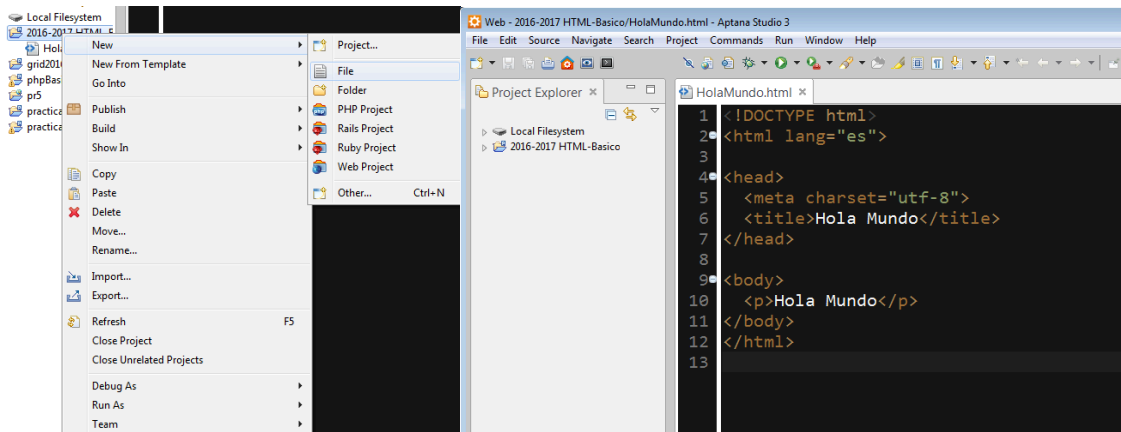 Local Filesystem
2016-2017 HTML-B
Hola
grid201
phpBas
pr5
practica
practica
New
New From Template
Go Into
Publish
Build
Show In
Copy
Paste
Delete
Move...
Rename...
Import...
Export...
Refresh F5
Close Project
Close Unrelated Projects
Debug As
Run As
Team
Project...
File
Folder
PHP Project
Rails Project
Ruby Project
Web Project
Other... Ctrl+N
Web - 2016-2017 HTML-Basico/HolaMundo.html - Aptana Studio 3
File Edit Source Navigate Search Project Commands Run Window Help
Project Explorer
Local Filesystem
2016-2017 HTML-Basico
HolaMundo.html
1 <!DOCTYPE html>
2 <html lang="es">
3
4 <head>
5 <meta charset="utf-8">
6 <title>Hola Mundo</title>
7 </head>
8
9 <body>
10 <p>Hola Mundo</p>
11 </body>
12 </html>
13